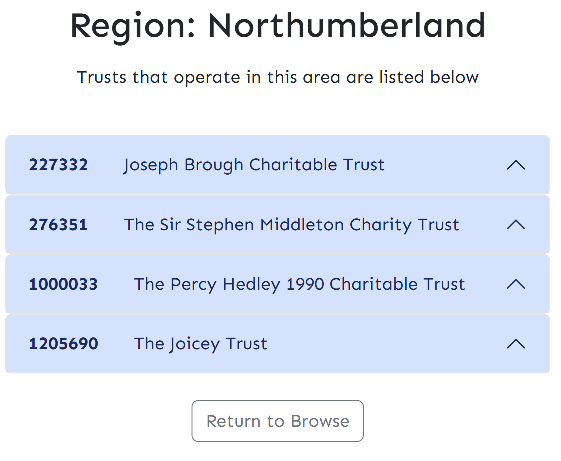 Region: Northumberland
Trusts that operate in this area are listed below
227332 Joseph Brough Charitable Trust
276351 The Sir Stephen Middleton Charity Trust
1000033 The Percy Hedley 1990 Charitable Trust
1205690 The Joicey Trust
Return to Browse